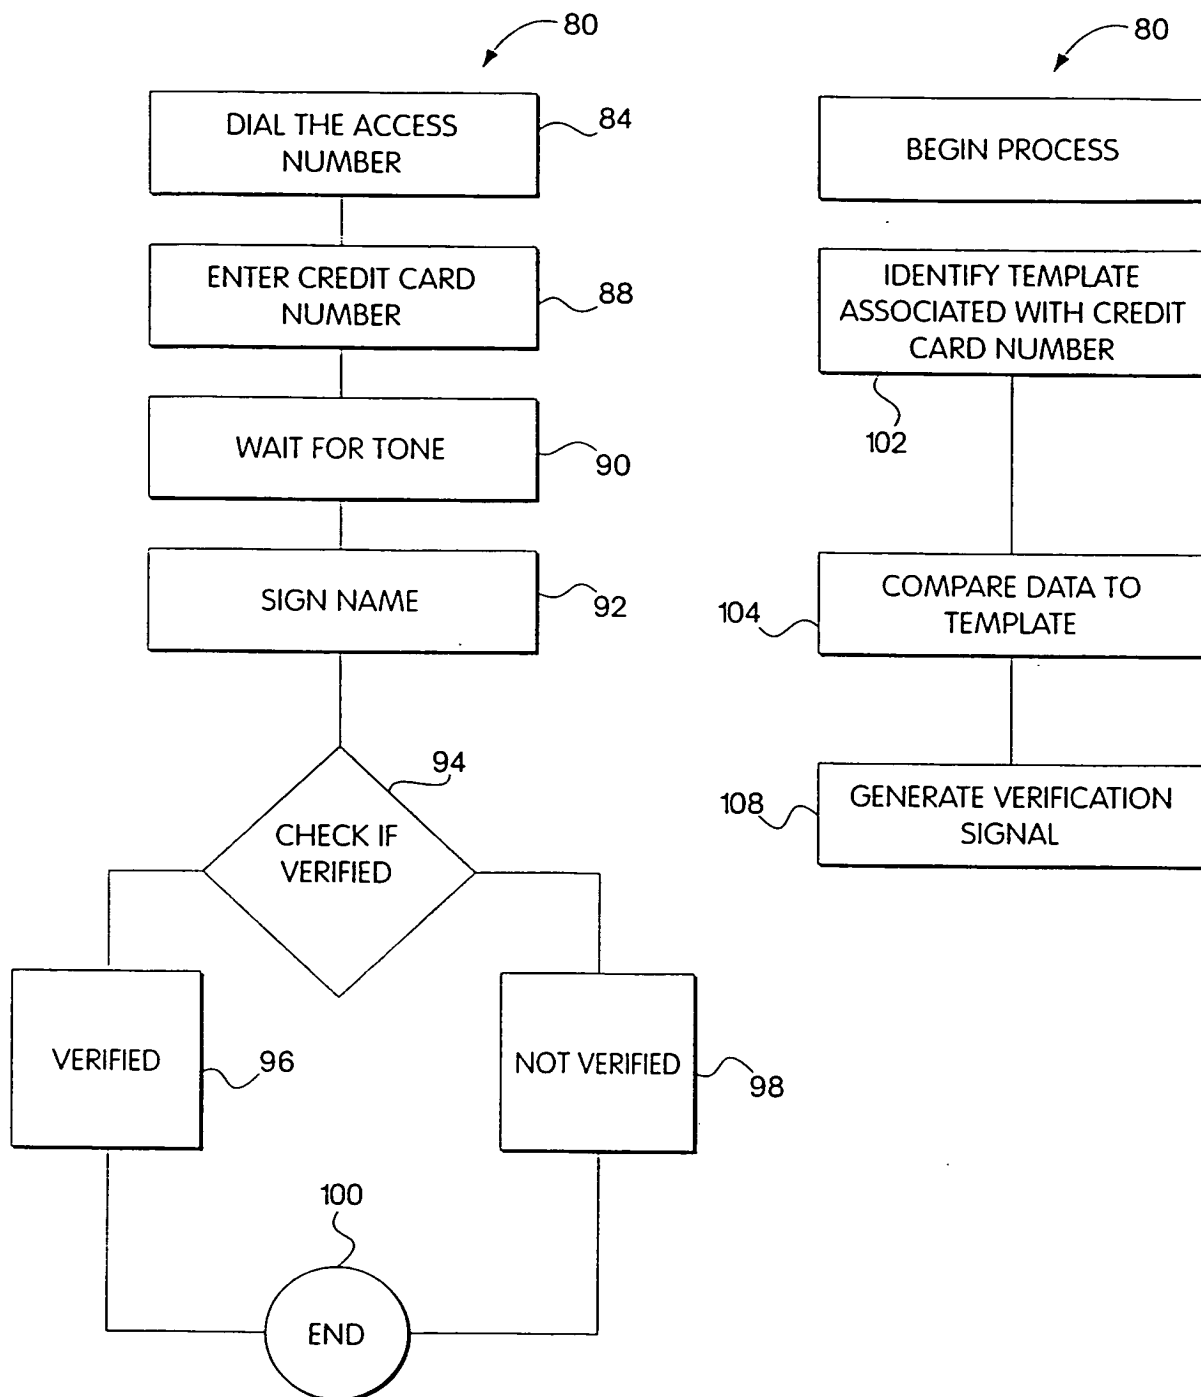 80
DIAL THE ACCESS
NUMBER
84
ENTER CREDIT CARD
NUMBER
88
WAIT FOR TONE
90
SIGN NAME
92
94
CHECK IF
VERIFIED
VERIFIED
96
NOT VERIFIED
98
100
END
80
BEGIN PROCESS
IDENTIFY TEMPLATE
ASSOCIATED WITH CREDIT
CARD NUMBER
102
104
COMPARE DATA TO
TEMPLATE
108
GENERATE VERIFICATION
SIGNAL